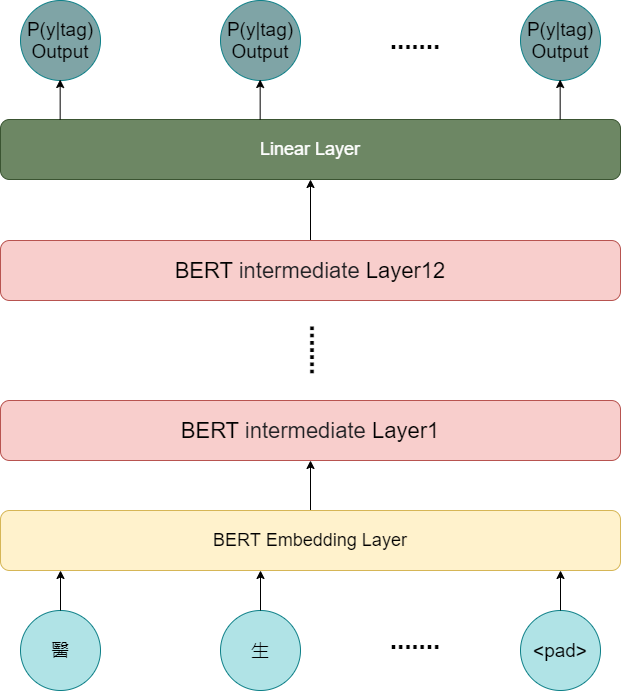 P(y|tag)
Output
P(y|tag)
Output
.......
P(y|tag)
Output
Linear Layer
BERT intermediate Layer12
BERT intermediate Layer1
BERT Embedding Layer
醫
生
.......
<pad>